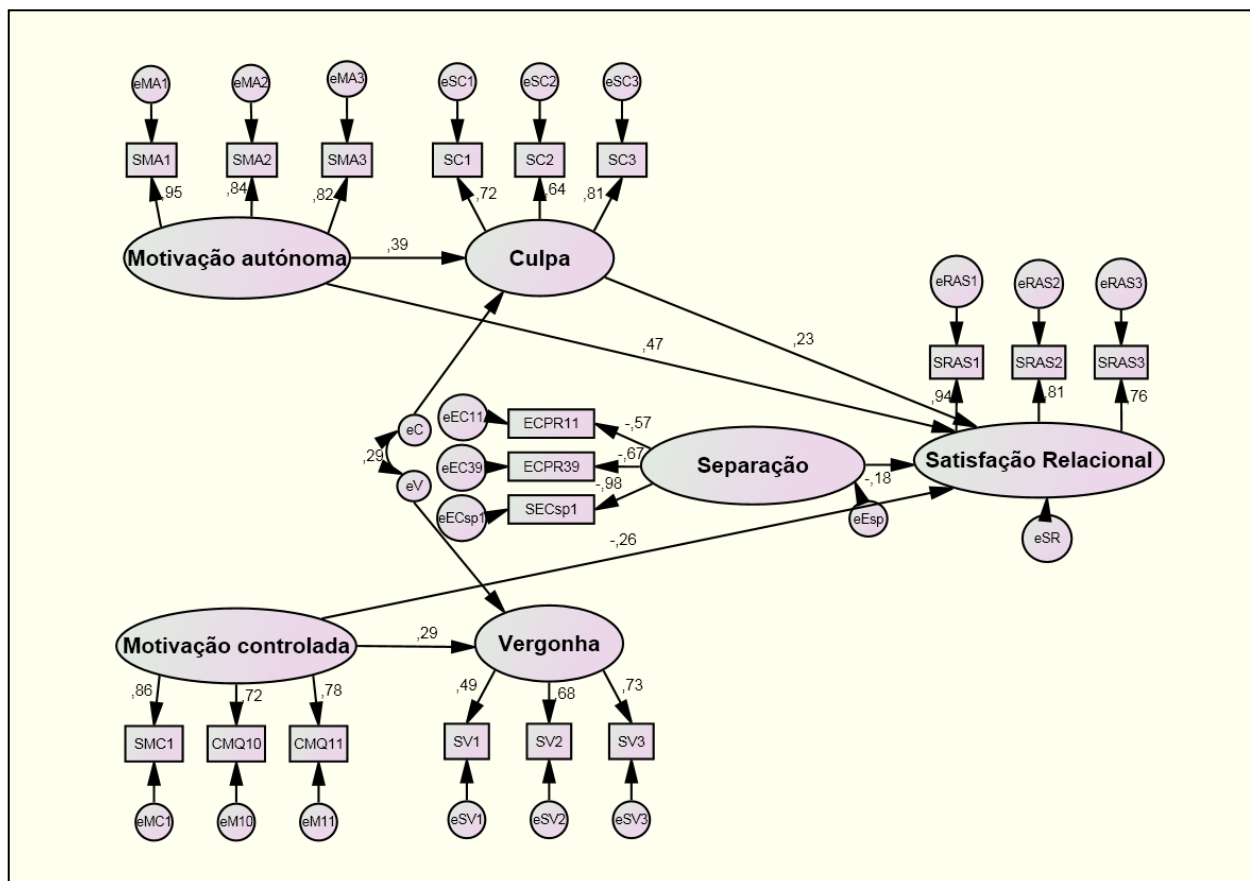 eMA1
eMA2
eMA3
eSC1
eSC2
eSC3
SMA1
SMA2
SMA3
SC1
SC2
SC3
,95
,84
,82
,72
,64
,81
Motivação autónoma
,39
Culpa
eRAS1
eRAS2
eRAS3
,47
,23
SRAS1
SRAS2
SRAS3
,94
,81
,76
eC
,29
eV
eEC11
ECPR11
-,57
eEC39
ECPR39
-,67
eECsp1
SECsp1
-,98
Separação
-,18
Satisfação Relacional
eEsp
eSR
-,26
Motivação controlada
,29
Vergonha
,86
,72
,78
,49
,68
,73
SMC1
CMQ10
CMQ11
SV1
SV2
SV3
eMC1
eM10
eM11
eSV1
eSV2
eSV3